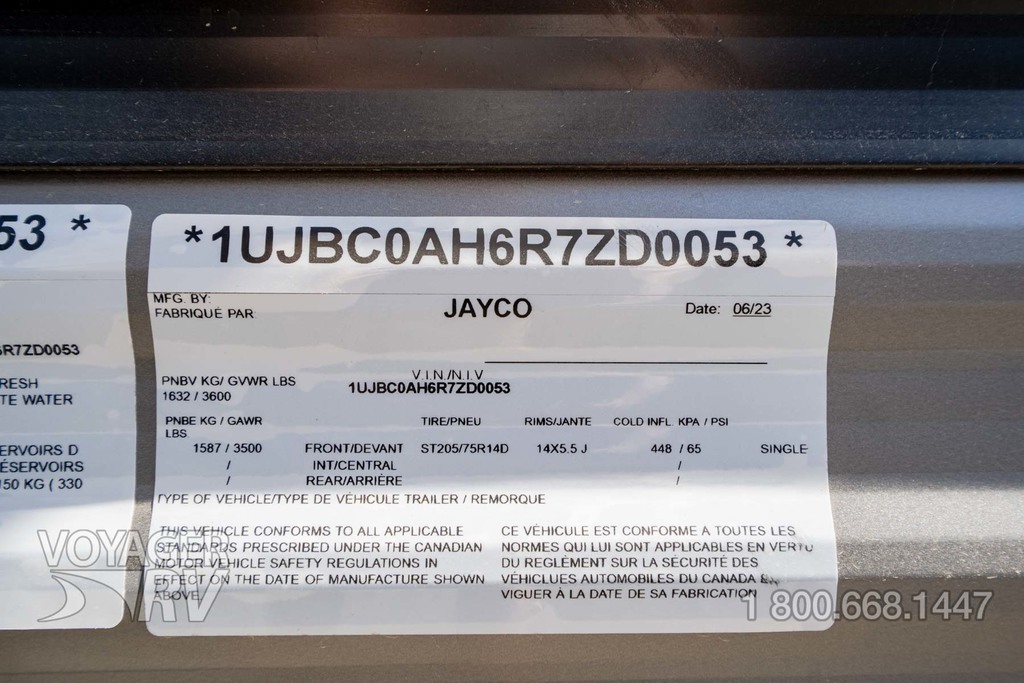 53 *
*1UJBC0AH6R7ZD0053 *
MFG. BY:
FABRIQUÉ PAR:
JAYCO
Date: 06/23
R7ZD0053
V.I.N./N.I.V
PNBV KG/ GVWR LBS
1UJBC0AH6R7ZD0053
1632 / 3600
RESH
TE WATER
PNBE KG / GAWR LBS
TIRE/PNEU RIMS/JANTE COLD INFL. KPA / PSI
1587 / 3500 FRONT/DEVANT ST205/75R14D 14X5.5 J 448 / 65 SINGLE
/ INT/CENTRAL /
/ REAR/ARRIÈRE /
ERVOIRS D
ÉSERVOIRS
150 KG ( 330
TYPE OF VEHICLE/TYPE DE VÉHICULE TRAILER / REMORQUE
THIS VEHICLE CONFORMS TO ALL APPLICABLE
STANDARDS PRESCRIBED UNDER THE CANADIAN
MOTOR VEHICLE SAFETY REGULATIONS IN
EFFECT ON THE DATE OF MANUFACTURE SHOWN
ABOVE.
CE VÉHICULE EST CONFORME A TOUTES LES
NORMES QUI LUI SONT APPLICABLES EN VERTU
DU RÈGLEMENT SUR LA SÉCURITÉ DES
VÉHICLUES AUTOMOBILES DU CANADA EN
VIGUER À LA DATE DE SA FABRICATION
VOYAGER
RV
1 800.668.1447